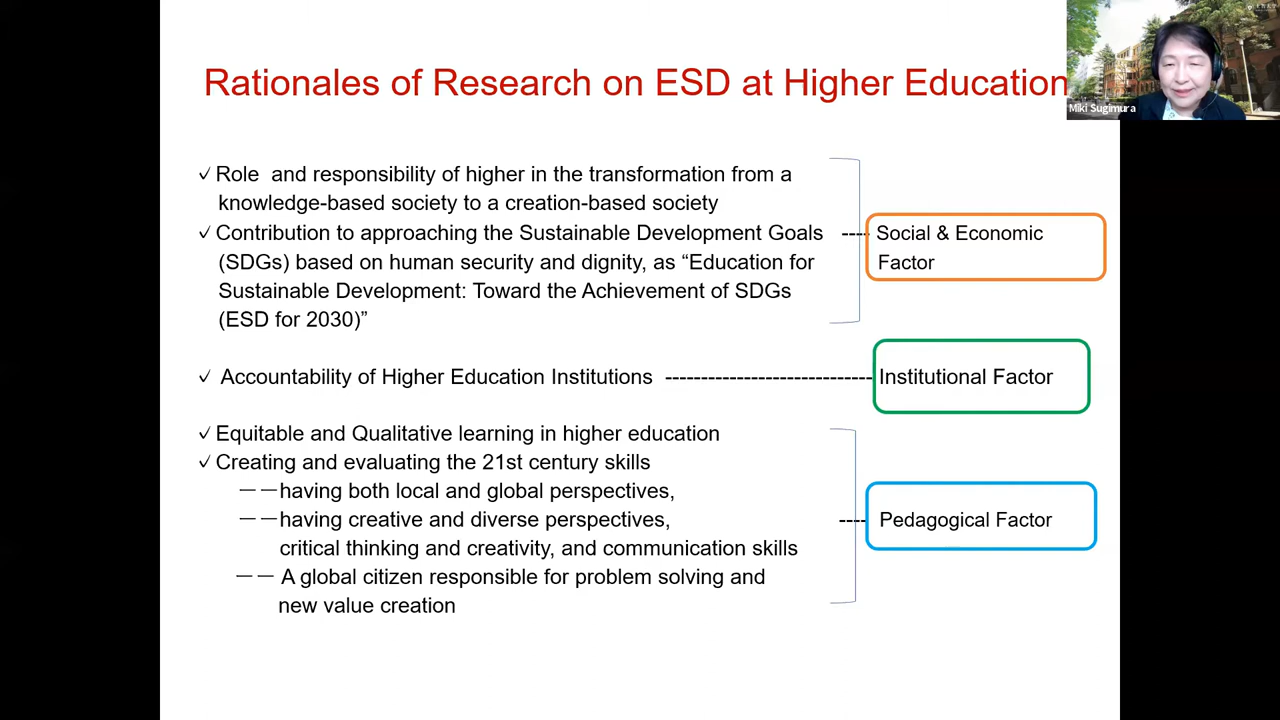 Rationales of Research on ESD at Higher Education
Miki Sugimura
✓ Role and responsibility of higher in the transformation from a
knowledge-based society to a creation-based society
✓ Contribution to approaching the Sustainable Development Goals
(SDGs) based on human security and dignity, as “Education for
Sustainable Development: Toward the Achievement of SDGs
(ESD for 2030)”
Social & Economic
Factor
✓ Accountability of Higher Education Institutions ----------------------------- Institutional Factor
✓ Equitable and Qualitative learning in higher education
✓ Creating and evaluating the 21st century skills
——having both local and global perspectives,
——having creative and diverse perspectives,
critical thinking and creativity, and communication skills
—— A global citizen responsible for problem solving and
new value creation
Pedagogical Factor